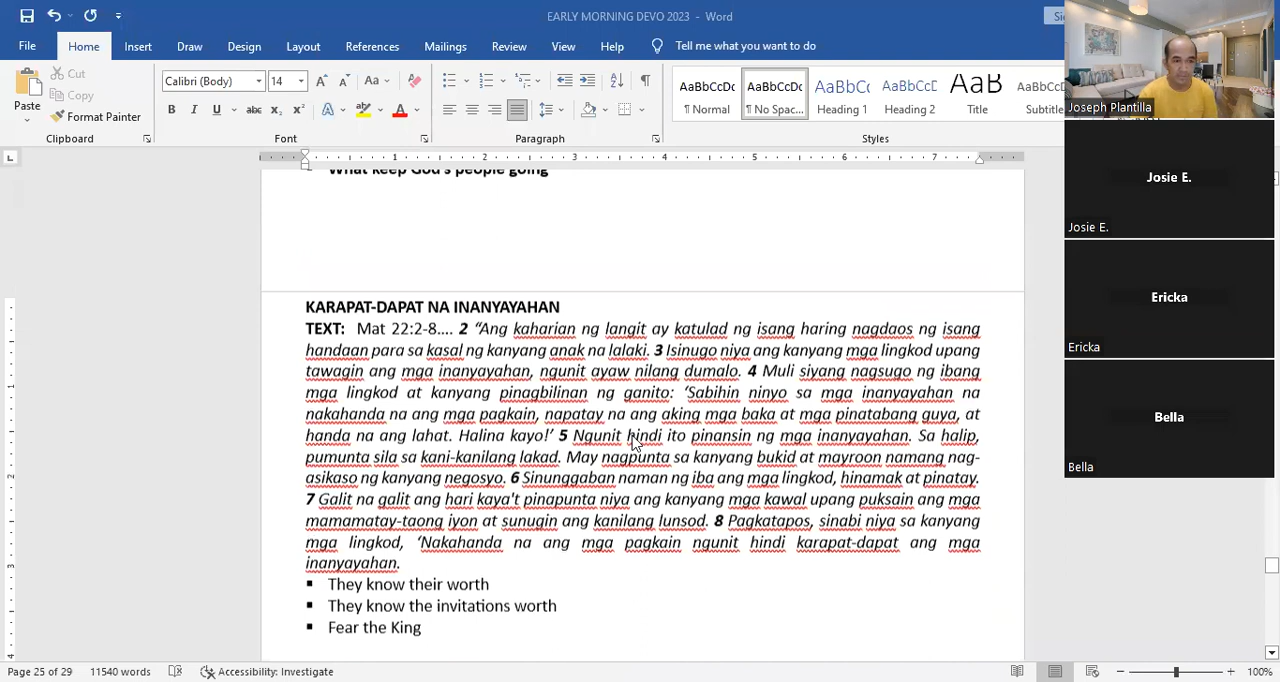 EARLY MORNING DEVO 2023 - Word
File Home Insert Draw Design Layout References Mailings Review View Help Tell me what you want to do
Paste
Cut
Copy
Format Painter
Clipboard
Calibri (Body) 14
Font
Paragraph
AaBbCcDc ¶ Normal
AaBbCcDc ¶ No Spac...
AaBbCc Heading 1
AaBbCcD Heading 2
AaB Title
AaBbCcD Subtitle
Styles
1 2 3 4 5 6 7
What keep God's people going
KARAPAT-DAPAT NA INANYAYAHAN
TEXT: Mat 22:2-8.... 2 “Ang kaharian ng langit ay katulad ng isang haring nagdaos ng isang
handaan para sa kasal ng kanyang anak na lalaki. 3 Isinugo niya ang kanyang mga lingkod upang
tawagin ang mga inanyayahan, ngunit ayaw nilang dumalo. 4 Muli siyang nagsugo ng ibang
mga lingkod at kanyang pinagbilinan ng ganito: ‘Sabihin ninyo sa mga inanyayahan na
nakahanda na ang mga pagkain, napatay na ang aking mga baka at mga pinatabang guya, at
handa na ang lahat. Halina kayo!’ 5 Ngunit hindi ito pinansin ng mga inanyayahan. Sa halip,
pumunta sila sa kani-kanilang lakad. May nagpunta sa kanyang bukid at mayroon namang nag-
asikaso ng kanyang negosyo. 6 Sinunggaban naman ng iba ang mga lingkod, hinamak at pinatay.
7 Galit na galit ang hari kaya't pinapunta niya ang kanyang mga kawal upang puksain ang mga
mamamatay-taong iyon at sunugin ang kanilang lunsod. 8 Pagkatapos, sinabi niya sa kanyang
mga lingkod, ‘Nakahanda na ang mga pagkain ngunit hindi karapat-dapat ang mga
inanyayahan.
▪ They know their worth
▪ They know the invitations worth
▪ Fear the King
Page 25 of 29 11540 words Accessibility: Investigate 100%
Joseph Plantilla
Josie E.
Josie E.
Ericka
Ericka
Bella
Bella